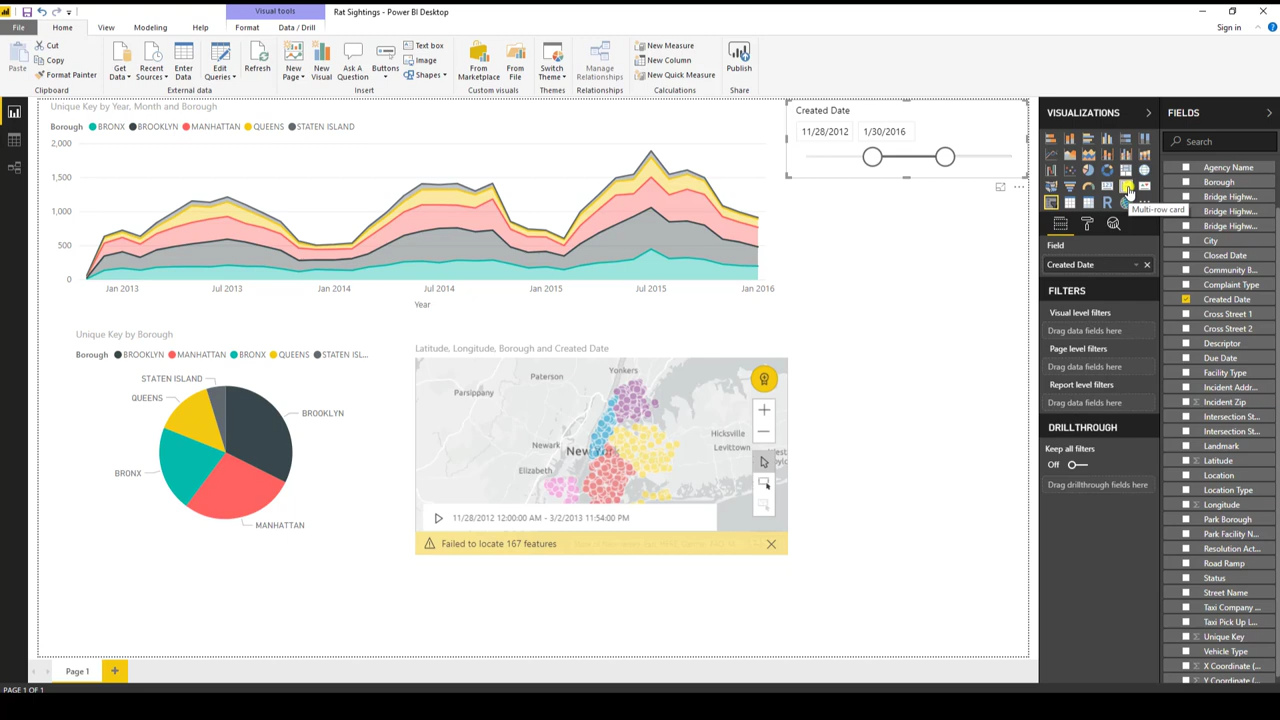 Visual tools
Rat Sightings - Power BI Desktop
File
Home
View
Modeling
Help
Format
Data / Drill
Sign in
Paste
Cut
Copy
Format Painter
Clipboard
Get Data
Recent Sources
Enter Data
Edit Queries
Refresh
External data
New Page
New Visual
Ask A Question
Buttons
Text box
Image
Shapes
Insert
From Marketplace
From File
Custom visuals
Switch Theme
Themes
Manage Relationships
Relationships
New Measure
New Column
New Quick Measure
Calculations
Publish
Share
Unique Key by Year, Month and Borough
Borough BRONX BROOKLYN MANHATTAN QUEENS STATEN ISLAND
2,000
1,500
1,000
500
0
Jan 2013 Jul 2013 Jan 2014 Jul 2014 Jan 2015 Jul 2015 Jan 2016
Year
Created Date
11/28/2012 1/30/2016
Unique Key by Borough
Borough BROOKLYN MANHATTAN BRONX QUEENS STATEN ISL...
STATEN ISLAND
QUEENS
BROOKLYN
BRONX
MANHATTAN
Latitude, Longitude, Borough and Created Date
Yonkers
Paterson
Parsippany
Newark
Elizabeth
Hicksville
Levittown
11/28/2012 12:00:00 AM - 3/2/2013 11:54:00 PM
Failed to locate 167 features
VISUALIZATIONS
R
Multi-row card
Field
Created Date
FILTERS
Visual level filters
Drag data fields here
Page level filters
Drag data fields here
Report level filters
Drag data fields here
DRILLTHROUGH
Keep all filters
Off
Drag drillthrough fields here
FIELDS
Search
Agency Name
Borough
Bridge Highw...
Bridge Highw...
Bridge Highw...
City
Closed Date
Community B...
Complaint Type
Created Date
Cross Street 1
Cross Street 2
Descriptor
Due Date
Facility Type
Incident Addr...
Incident Zip
Intersection St...
Intersection St...
Landmark
Latitude
Location
Location Type
Longitude
Park Borough
Park Facility N...
Resolution Act...
Road Ramp
Status
Street Name
Taxi Company ...
Taxi Pick Up L...
Unique Key
Vehicle Type
X Coordinate (...
Y Coordinate (...
Page 1
PAGE 1 OF 1